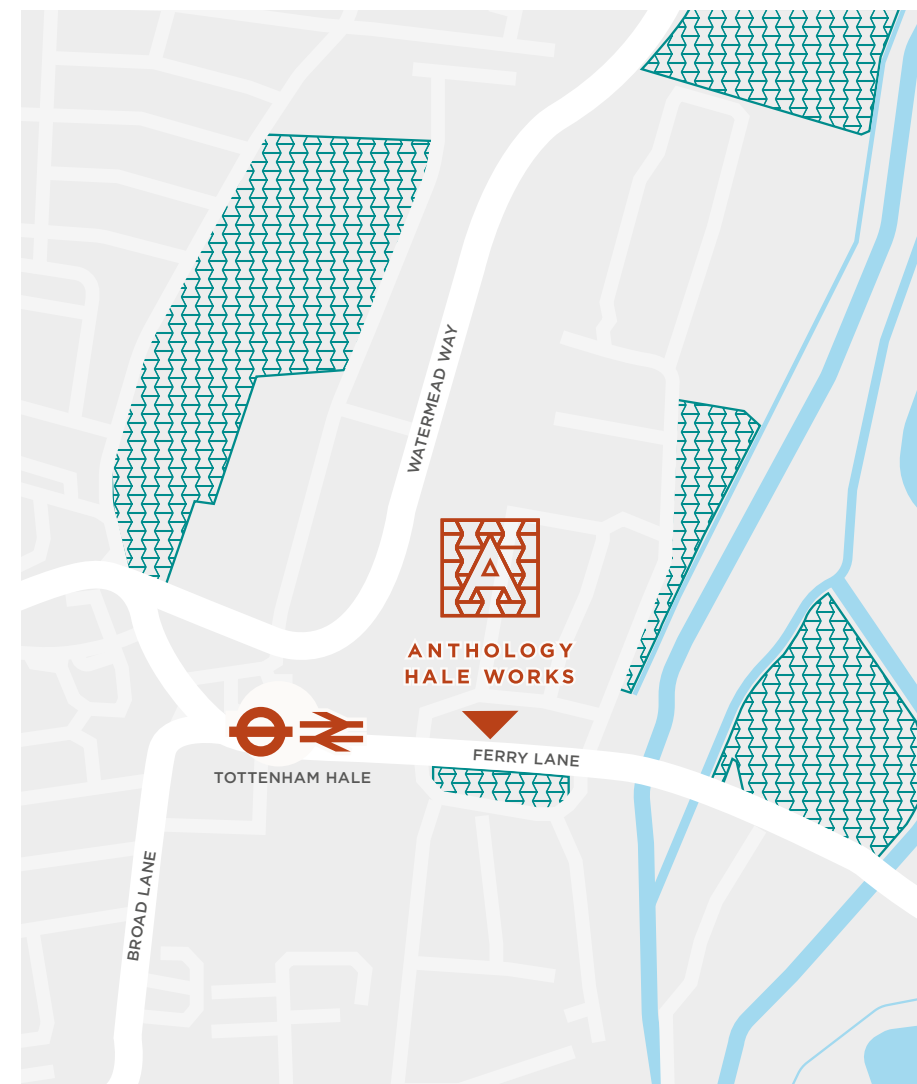 WATERMEAD WAY
A
ANTHOLOGY
HALE WORKS
FERRY LANE
TOTTENHAM HALE
BROAD LANE